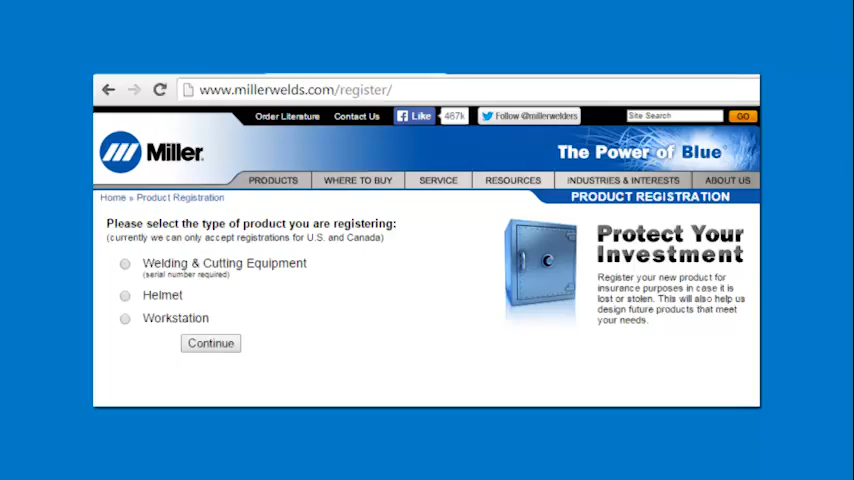 www.millerwelds.com/register/
Order Literature Contact Us Like 467k Follow @millerwelders Site Search GO
Miller
The Power of Blue
PRODUCTS WHERE TO BUY SERVICE RESOURCES INDUSTRIES & INTERESTS ABOUT US
Home » Product Registration
PRODUCT REGISTRATION
Please select the type of product you are registering:
(currently we can only accept registrations for U.S. and Canada)
Welding & Cutting Equipment
(serial number required)
Helmet
Workstation
Continue
Protect Your
Investment
Register your new product for
insurance purposes in case it is
lost or stolen. This will also help us
design future products that meet
your needs.